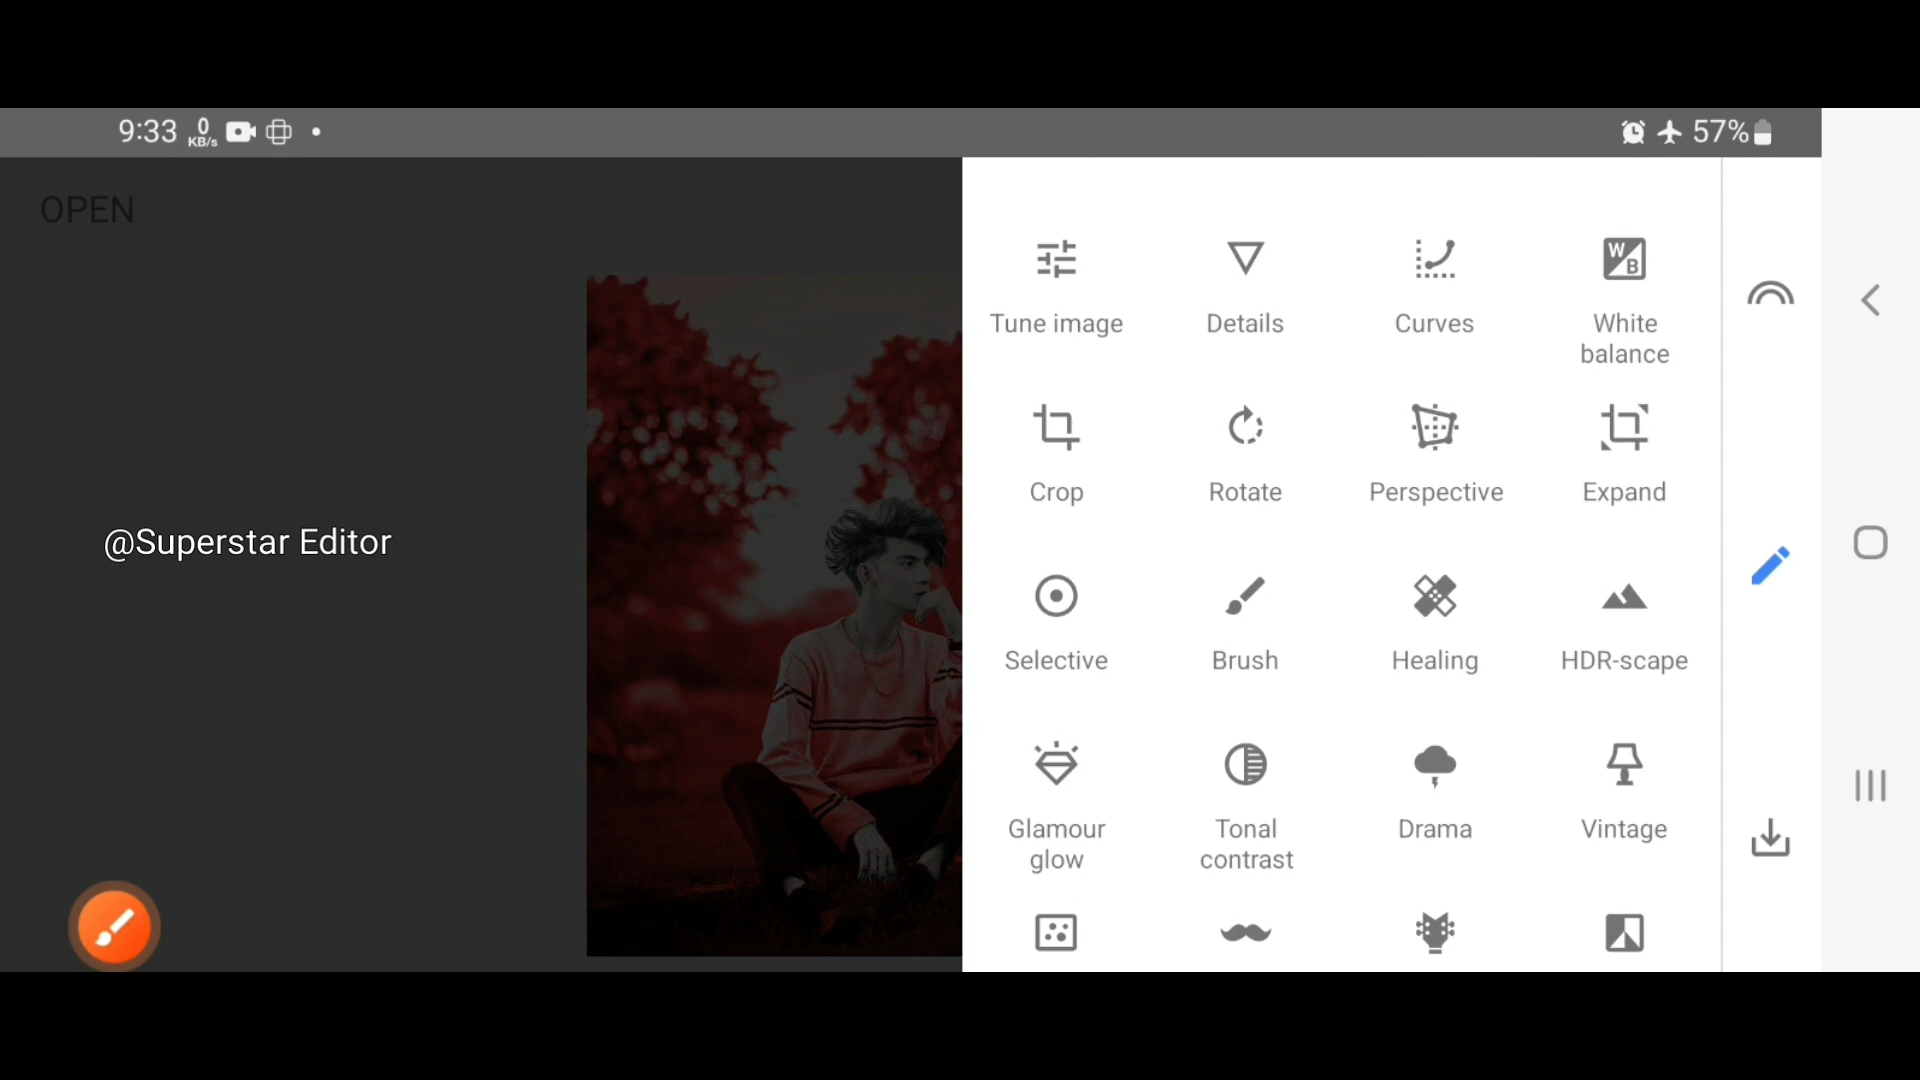 9:33 0 KB/s 57%
OPEN
@Superstar Editor
Tune image Details Curves White balance
W B
Crop Rotate Perspective Expand
Selective Brush Healing HDR-scape
Glamour glow Tonal contrast Drama Vintage